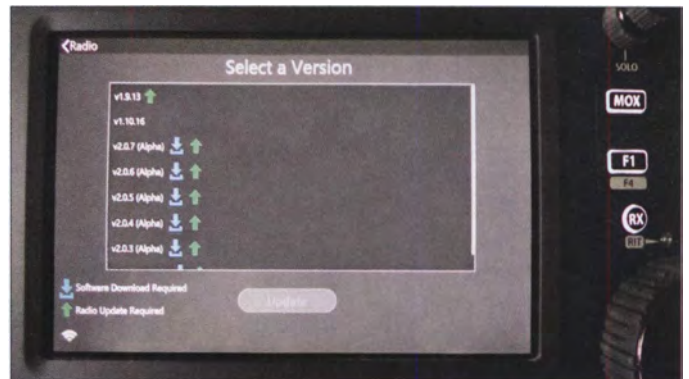 Radio
Select a Version
v1.9.13
v1.10.16
v2.0.7 (Alpha)
v2.0.6 (Alpha)
v2.0.5 (Alpha)
v2.0.4 (Alpha)
v2.0.3 (Alpha)
Software Download Required
Radio Update Required
Update
SOLO
MOX
F1
F4
RX
RIT